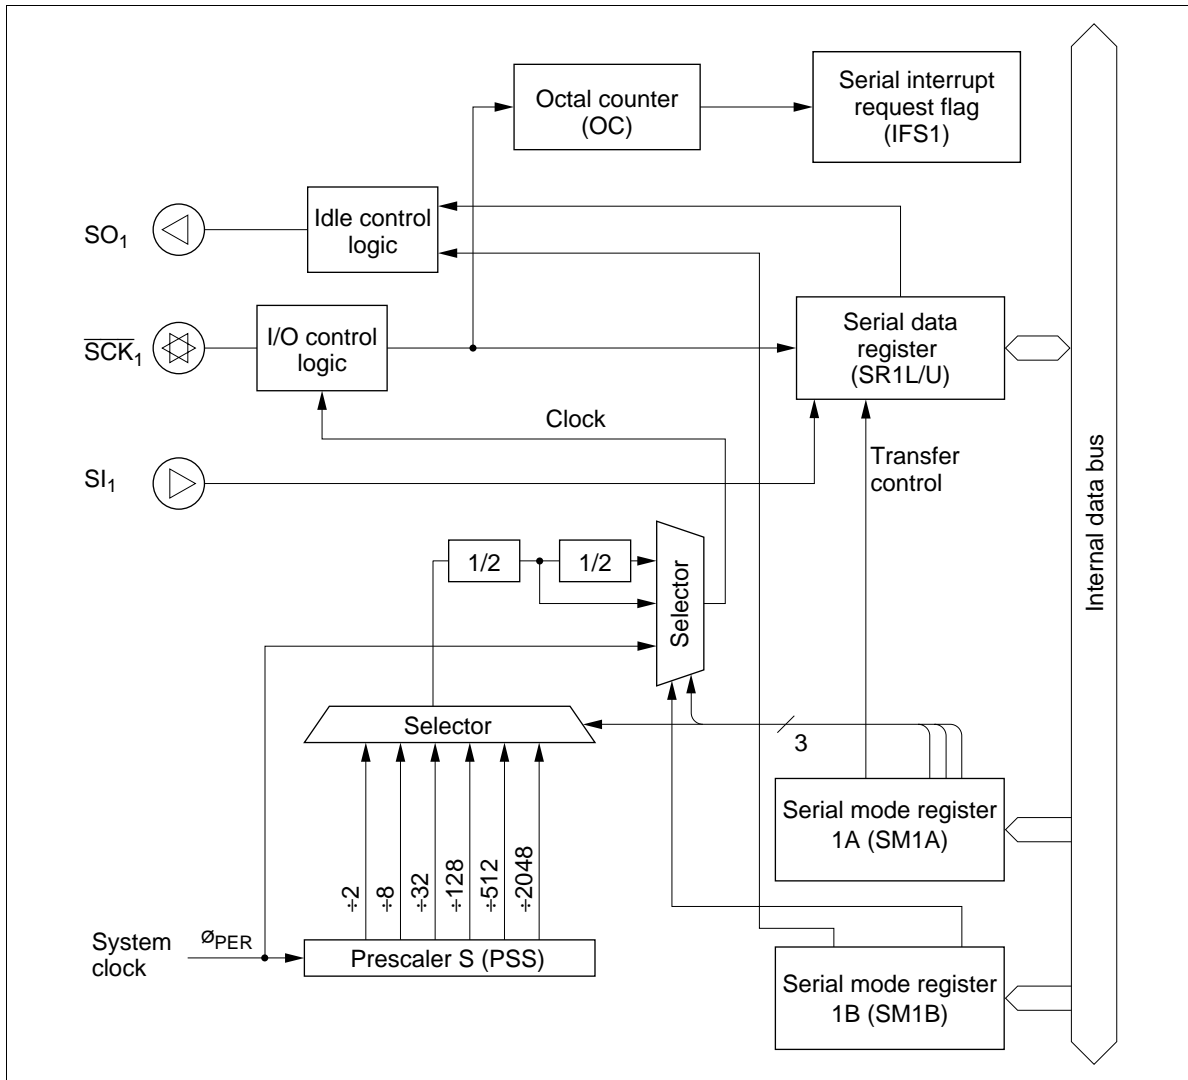 Octal counter
(OC)
Serial interrupt
request flag
(IFS1)
SO1
Idle control
logic
SCK1
I/O control
logic
Serial data
register
(SR1L/U)
Clock
SI1
Transfer
control
Internal data bus
1/2
1/2
Selector
Selector
3
÷2
÷8
÷32
÷128
÷512
÷2048
Serial mode register
1A (SM1A)
System
clock
øPER
Prescaler S (PSS)
Serial mode register
1B (SM1B)